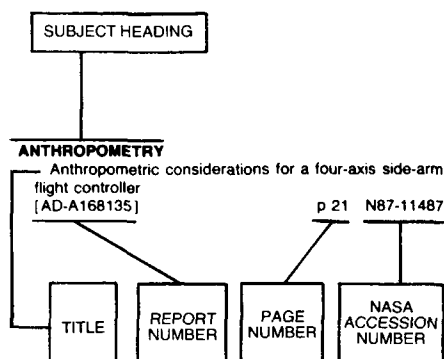 SUBJECT HEADING
ANTHROPOMETRY
Anthropometric considerations for a four-axis side-arm
flight controller
[AD-A168135] p 21 N87-11487
TITLE
REPORT
NUMBER
PAGE
NUMBER
NASA
ACCESSION
NUMBER